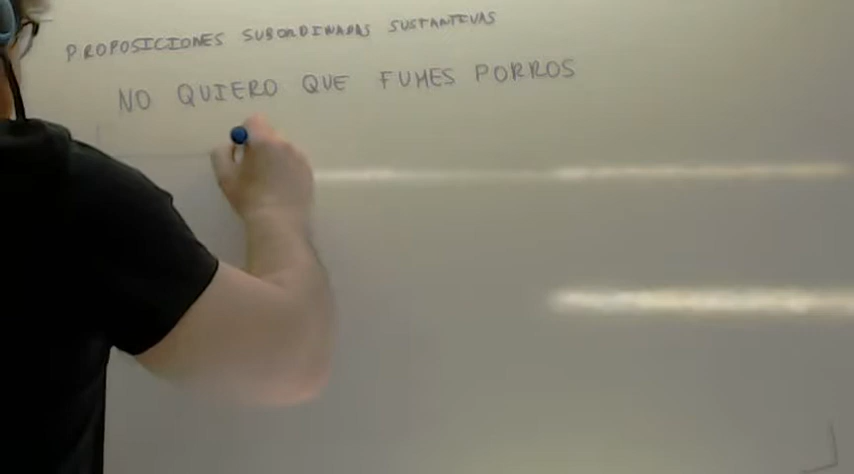 PROPOSICIONES SUBORDINADAS SUSTANTIVAS
NO QUIERO QUE FUMES PORROS